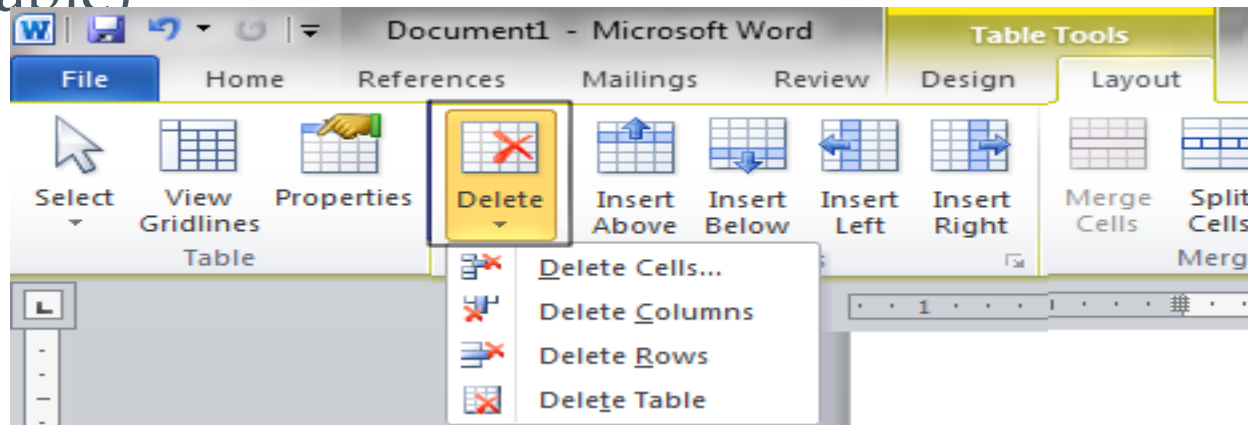 Document1 - Microsoft Word
Table Tools
File Home References Mailings Review Design Layout
Select View Gridlines Properties Delete Insert Above Insert Below Insert Left Insert Right Merge Cells Split Cells
Table
Delete Cells...
Delete Columns
Delete Rows
Delete Table
1